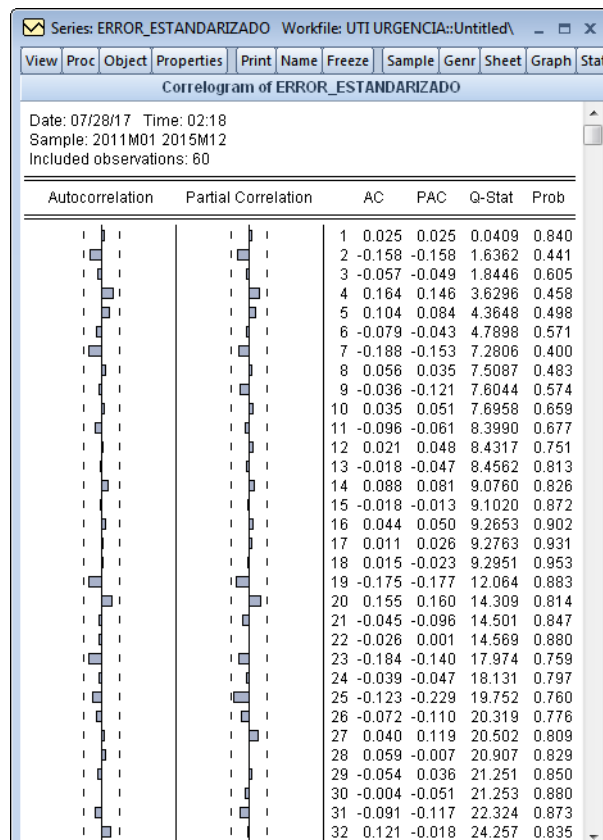 Series: ERROR_ESTANDARIZADO Workfile: UTI URGENCIA::Untitled\
View Proc Object Properties Print Name Freeze Sample Genr Sheet Graph Stat
Correlogram of ERROR_ESTANDARIZADO
Date: 07/28/17 Time: 02:18
Sample: 2011M01 2015M12
Included observations: 60
Autocorrelation Partial Correlation AC PAC Q-Stat Prob
1 0.025 0.025 0.0409 0.840
2 -0.158 -0.158 1.6362 0.441
3 -0.057 -0.049 1.8446 0.605
4 0.164 0.146 3.6296 0.458
5 0.104 0.084 4.3648 0.498
6 -0.079 -0.043 4.7898 0.571
7 -0.188 -0.153 7.2806 0.400
8 0.056 0.035 7.5087 0.483
9 -0.036 -0.121 7.6044 0.574
10 0.035 0.051 7.6958 0.659
11 -0.096 -0.061 8.3990 0.677
12 0.021 0.048 8.4317 0.751
13 -0.018 -0.047 8.4562 0.813
14 0.088 0.081 9.0760 0.826
15 -0.018 -0.013 9.1020 0.872
16 0.044 0.050 9.2653 0.902
17 0.011 0.026 9.2763 0.931
18 0.015 -0.023 9.2951 0.953
19 -0.175 -0.177 12.064 0.883
20 0.155 0.160 14.309 0.814
21 -0.045 -0.096 14.501 0.847
22 -0.026 0.001 14.569 0.880
23 -0.184 -0.140 17.974 0.759
24 -0.039 -0.047 18.131 0.797
25 -0.123 -0.229 19.752 0.760
26 -0.072 -0.110 20.319 0.776
27 0.040 0.119 20.502 0.809
28 0.059 -0.007 20.907 0.829
29 -0.054 0.036 21.251 0.850
30 -0.004 -0.051 21.253 0.880
31 -0.091 -0.117 22.324 0.873
32 0.121 -0.018 24.257 0.835